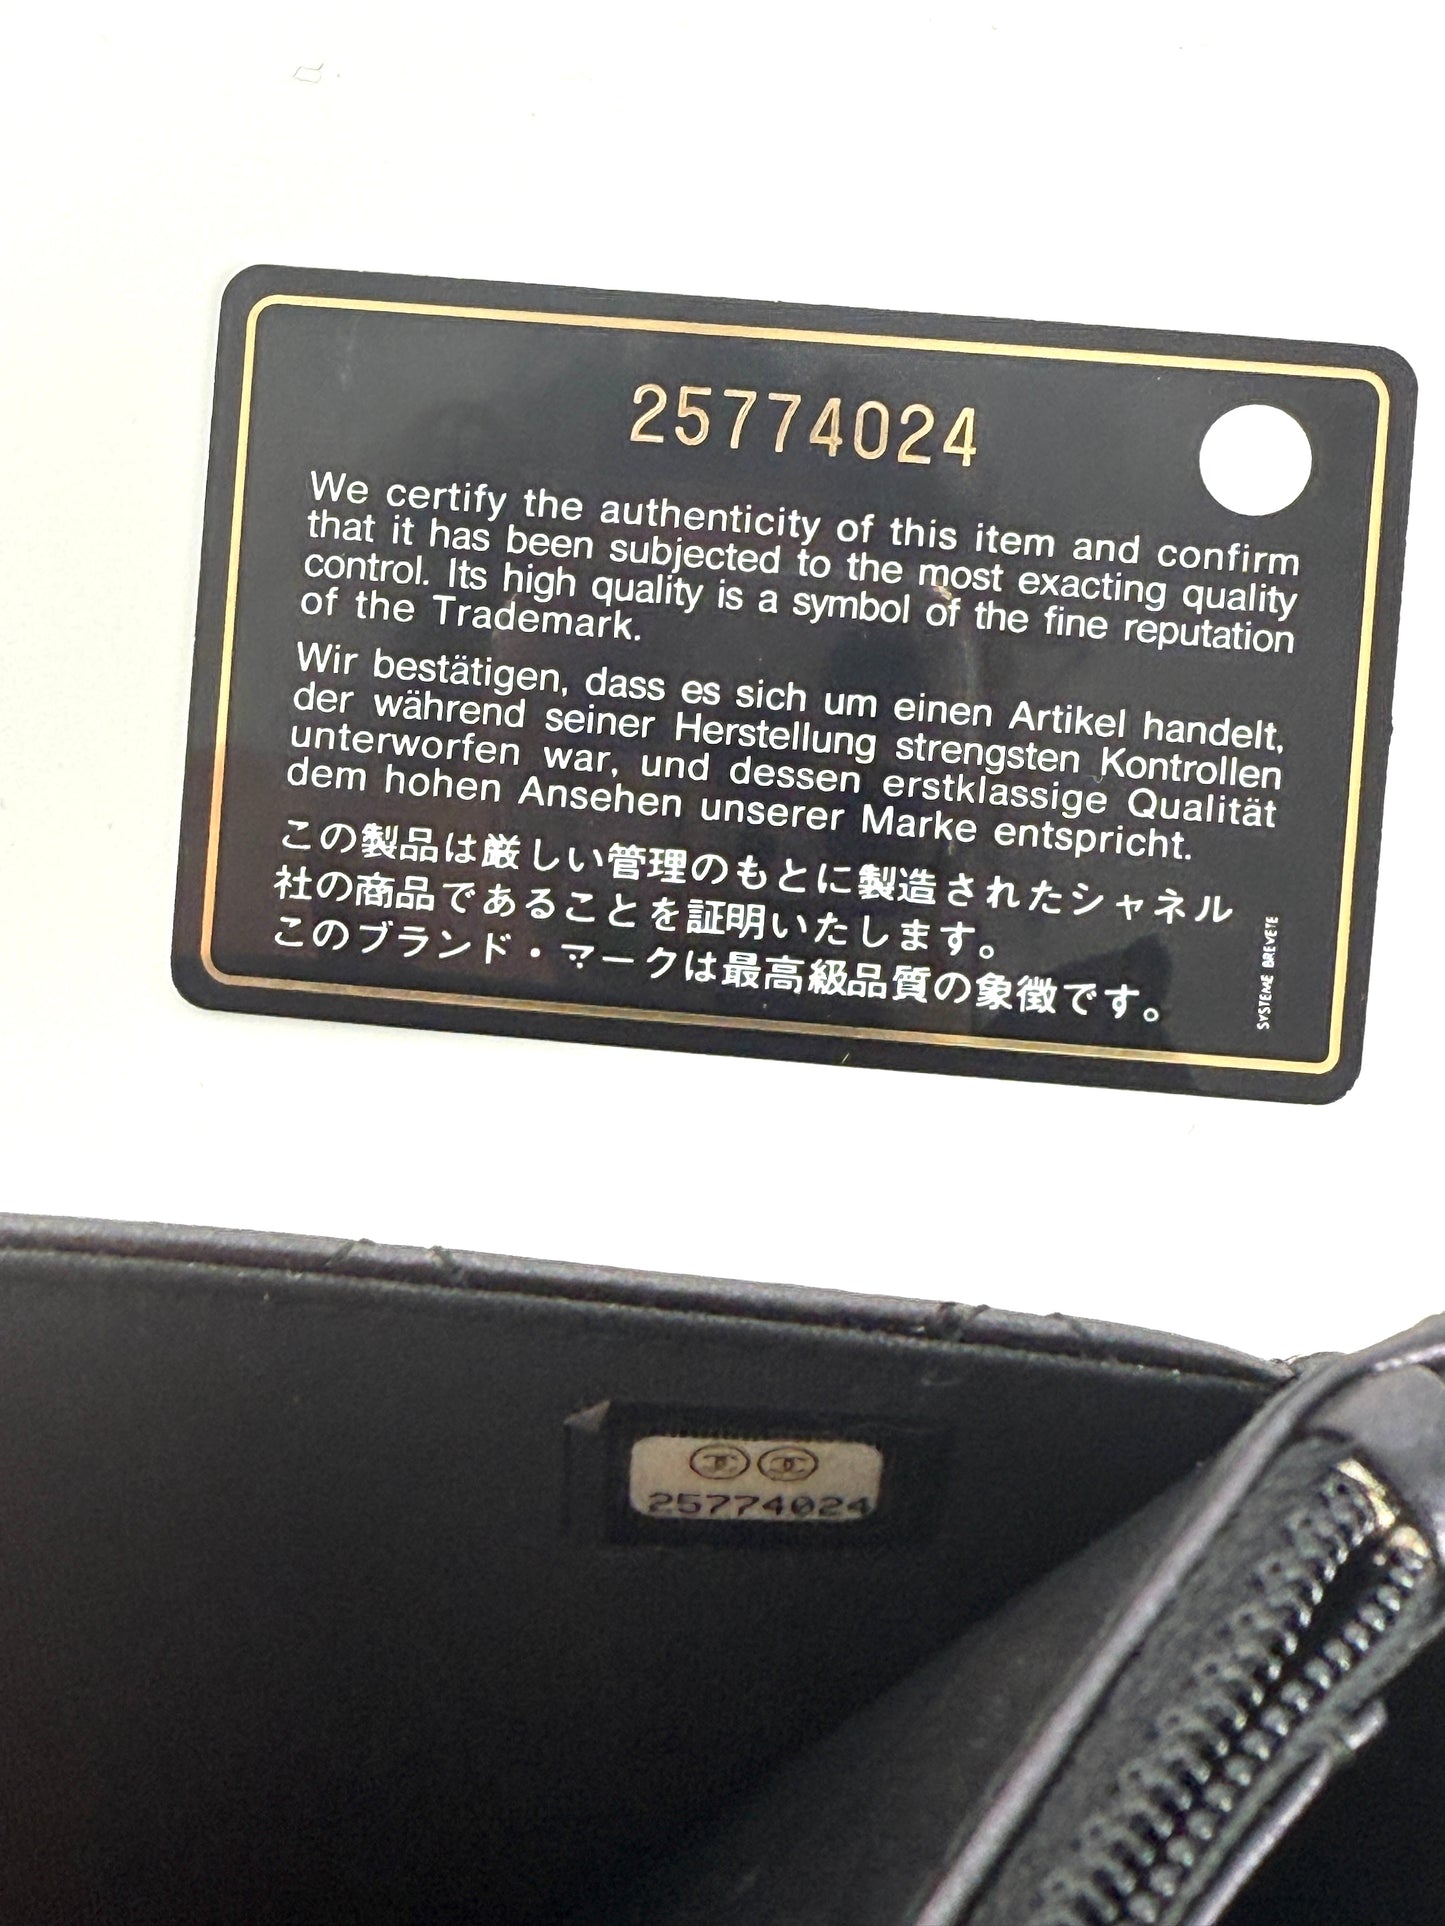 25774024
We certify the authenticity of this item and confirm
that it has been subjected to the most exacting quality
control. Its high quality is a symbol of the fine reputation
of the Trademark.
Wir bestätigen, dass es sich um einen Artikel handelt,
der während seiner Herstellung strengsten Kontrollen
unterworfen war, und dessen erstklassige Qualität
dem hohen Ansehen unserer Marke entspricht.
この製品は厳しい管理のもとに製造されたシャネル
社の商品であることを証明いたします。
このブランド・マークは最高級品質の象徴です。
SYSTEME BREVETE
25774024